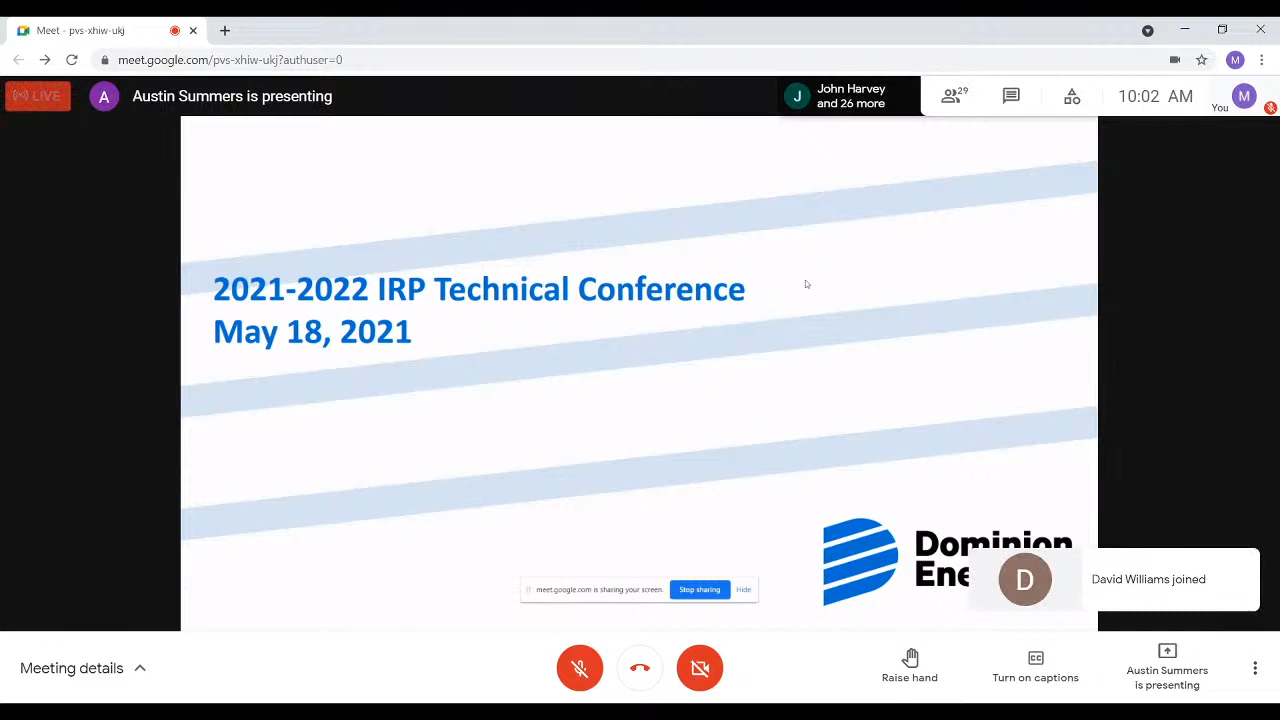 Meet - pvs-xhiw-ukj
meet.google.com/pvs-xhiw-ukj?authuser=0
M
LIVE
A
Austin Summers is presenting
J
John Harvey
and 26 more
29
10:02 AM
You
M
2021-2022 IRP Technical Conference
May 18, 2021
Dominion
Ene
D
David Williams joined
meet.google.com is sharing your screen.
Stop sharing
Hide
Meeting details
Raise hand
CC
Turn on captions
Austin Summers
is presenting